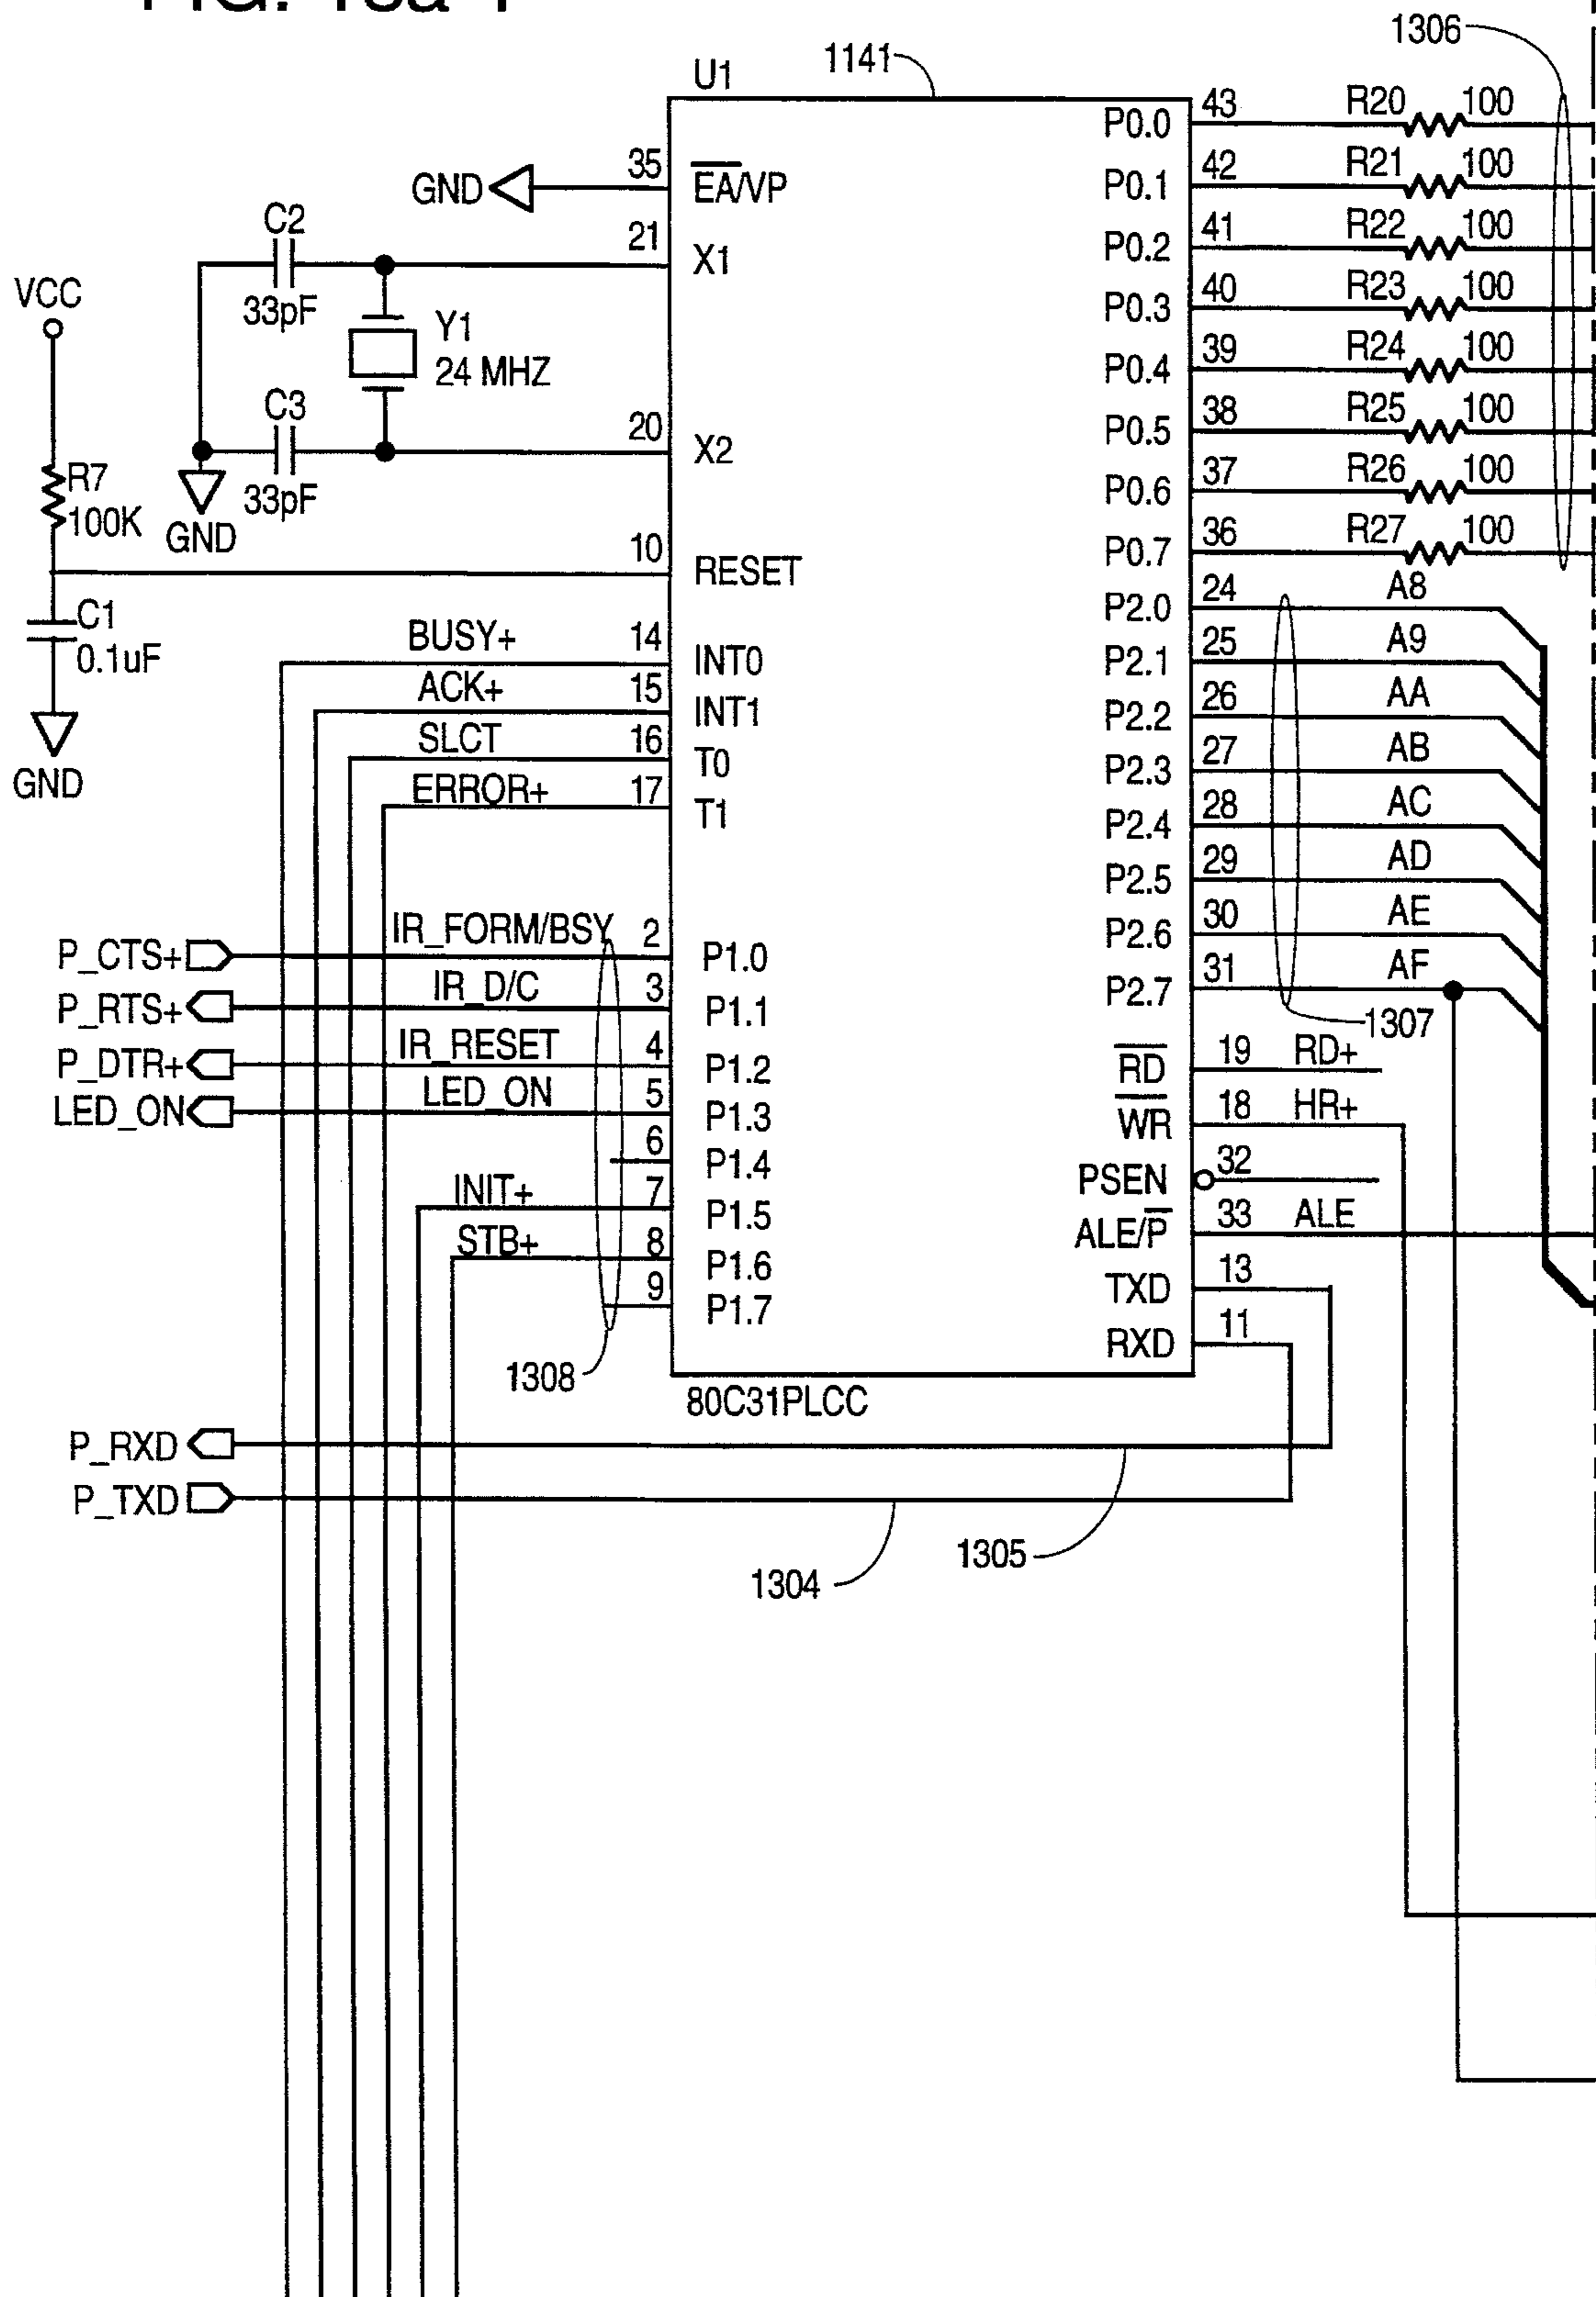 1306
1141
U1
P0.0 43 R20 100
35 EA/VP GND
P0.1 42 R21 100
C2 21 X1
P0.2 41 R22 100
VCC 33pF
P0.3 40 R23 100
Y1
24 MHZ
P0.4 39 R24 100
C3 20 X2
P0.5 38 R25 100
R7
100K
33pF
GND
P0.6 37 R26 100
P0.7 36 R27 100
10 RESET
P2.0 24 A8
C1
0.1uF
BUSY+ 14 INT0
P2.1 25 A9
ACK+ 15 INT1
P2.2 26 AA
SLCT 16 T0
P2.3 27 AB
GND
ERROR+ 17 T1
P2.4 28 AC
P2.5 29 AD
P_CTS+ IR_FORM/BSY 2 P1.0
P2.6 30 AE
P_RTS+ IR_D/C 3 P1.1
P2.7 31 AF
1307
P_DTR+ IR_RESET 4 P1.2
RD 19 RD+
LED_ON LED_ON 5 P1.3
WR 18 HR+
6 P1.4
PSEN 32
INIT+ 7 P1.5
ALE/P 33 ALE
STB+ 8 P1.6
TXD 13
9 P1.7
RXD 11
1308
80C31PLCC
P_RXD
P_TXD
1305
1304